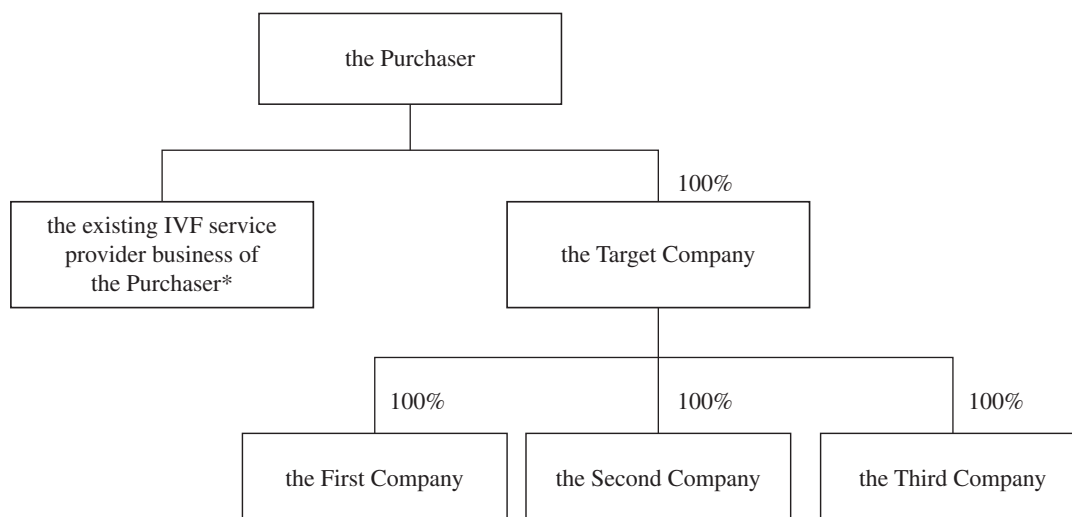 the Purchaser
100%
the existing IVF service
provider business of
the Purchaser*
the Target Company
100%
100%
100%
the First Company
the Second Company
the Third Company